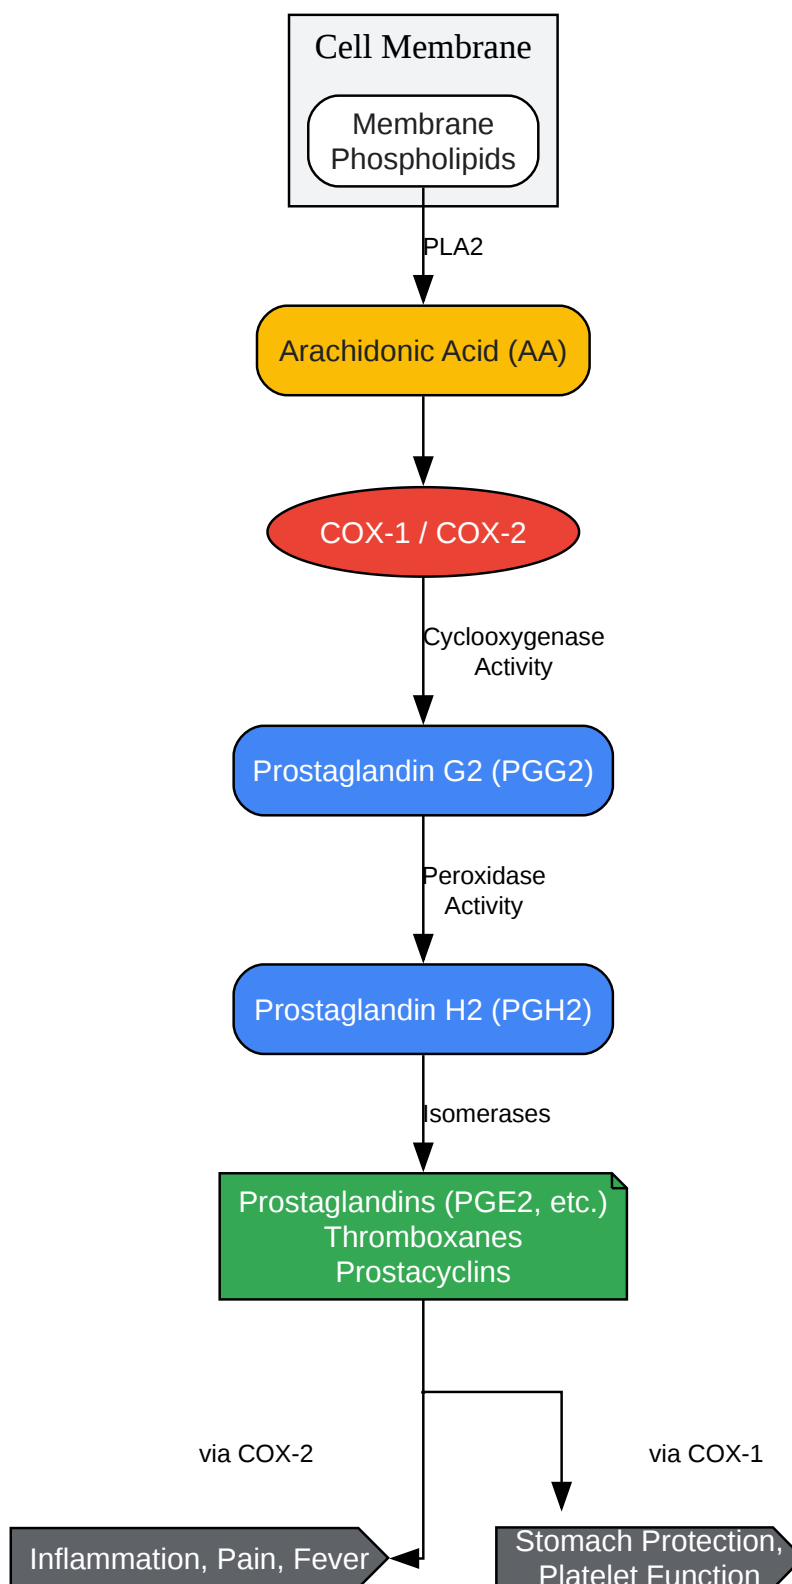 Cell Membrane
Membrane
Phospholipids
PLA2
Arachidonic Acid (AA)
COX-1 / COX-2
Cyclooxygenase
Activity
Prostaglandin G2 (PGG2)
Peroxidase
Activity
Prostaglandin H2 (PGH2)
Isomerases
Prostaglandins (PGE2, etc.)
Thromboxanes
Prostacyclins
via COX-2
via COX-1
Inflammation, Pain, Fever
Stomach Protection,
Platelet Function